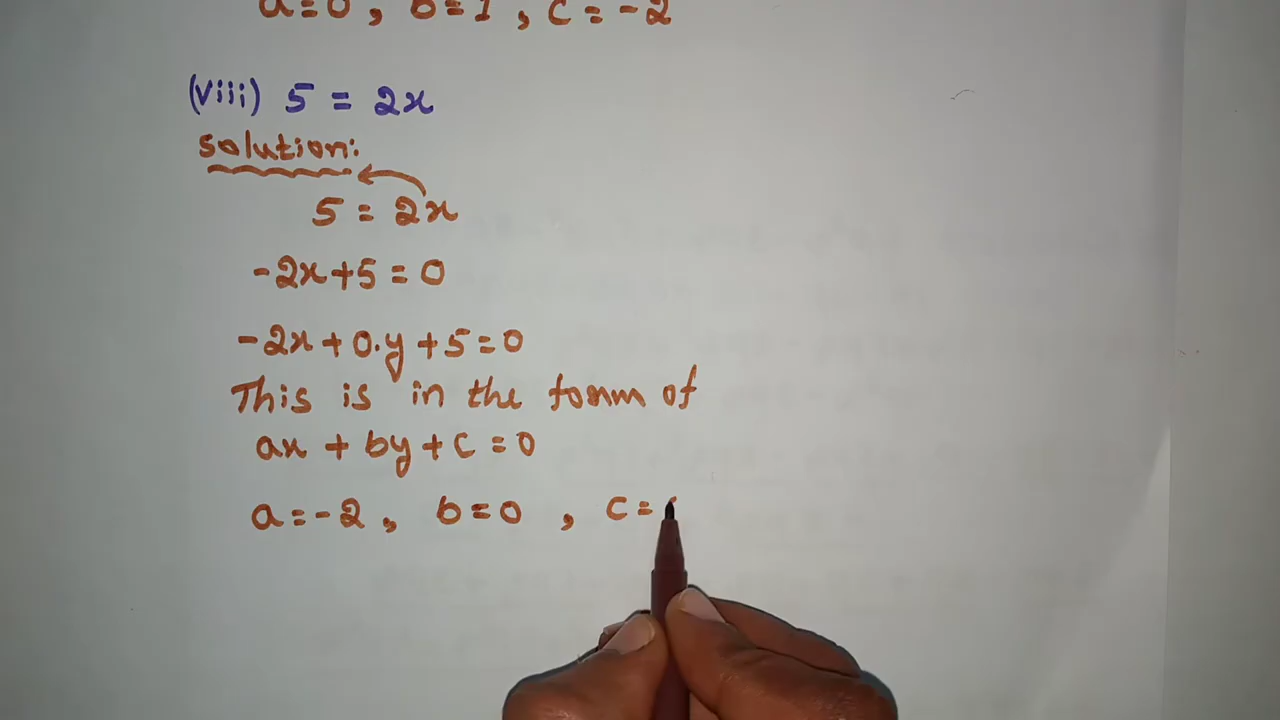 a=0, b=1, c=-2
(viii) 5 = 2x
Solution:
5 = 2x
-2x+5=0
-2x+0.y+5=0
This is in the form of
ax + by + c = 0
a=-2, b=0, c=